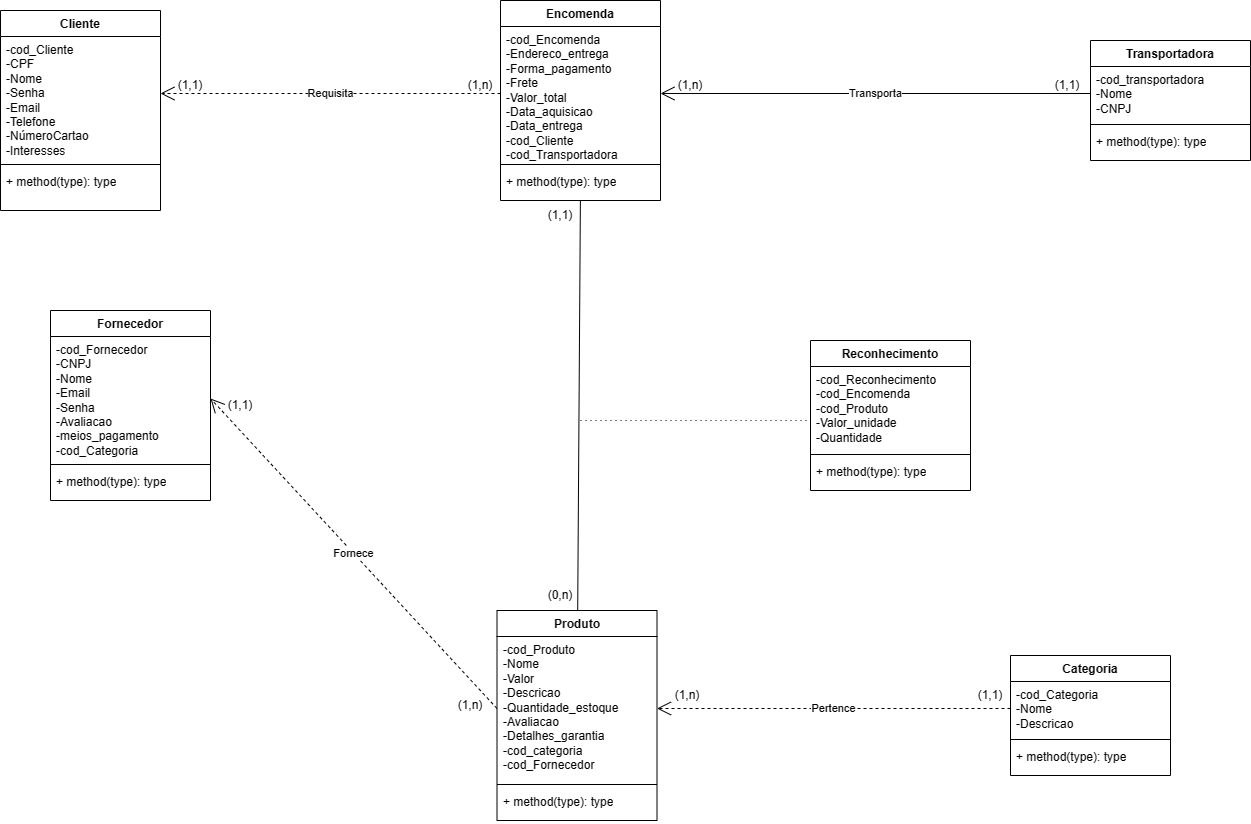 Cliente
-cod_Cliente
-CPF
-Nome
-Senha
-Email
-Telefone
-NúmeroCartao
-Interesses
+ method(type): type
(1,1)
Requisita
(1,n)
Encomenda
-cod_Encomenda
-Endereco_entrega
-Forma_pagamento
-Frete
-Valor_total
-Data_aquisicao
-Data_entrega
-cod_Cliente
-cod_Transportadora
+ method(type): type
(1,n)
Transporta
(1,1)
Transportadora
-cod_transportadora
-Nome
-CNPJ
+ method(type): type
(1,1)
Fornecedor
-cod_Fornecedor
-CNPJ
-Nome
-Email
-Senha
-Avaliacao
-meios_pagamento
-cod_Categoria
+ method(type): type
(1,1)
Fornece
(1,n)
Reconhecimento
-cod_Reconhecimento
-cod_Encomenda
-cod_Produto
-Valor_unidade
-Quantidade
+ method(type): type
(0,n)
Produto
-cod_Produto
-Nome
-Valor
-Descricao
-Quantidade_estoque
-Avaliacao
-Detalhes_garantia
-cod_categoria
-cod_Fornecedor
+ method(type): type
(1,n)
Pertence
(1,1)
Categoria
-cod_Categoria
-Nome
-Descricao
+ method(type): type